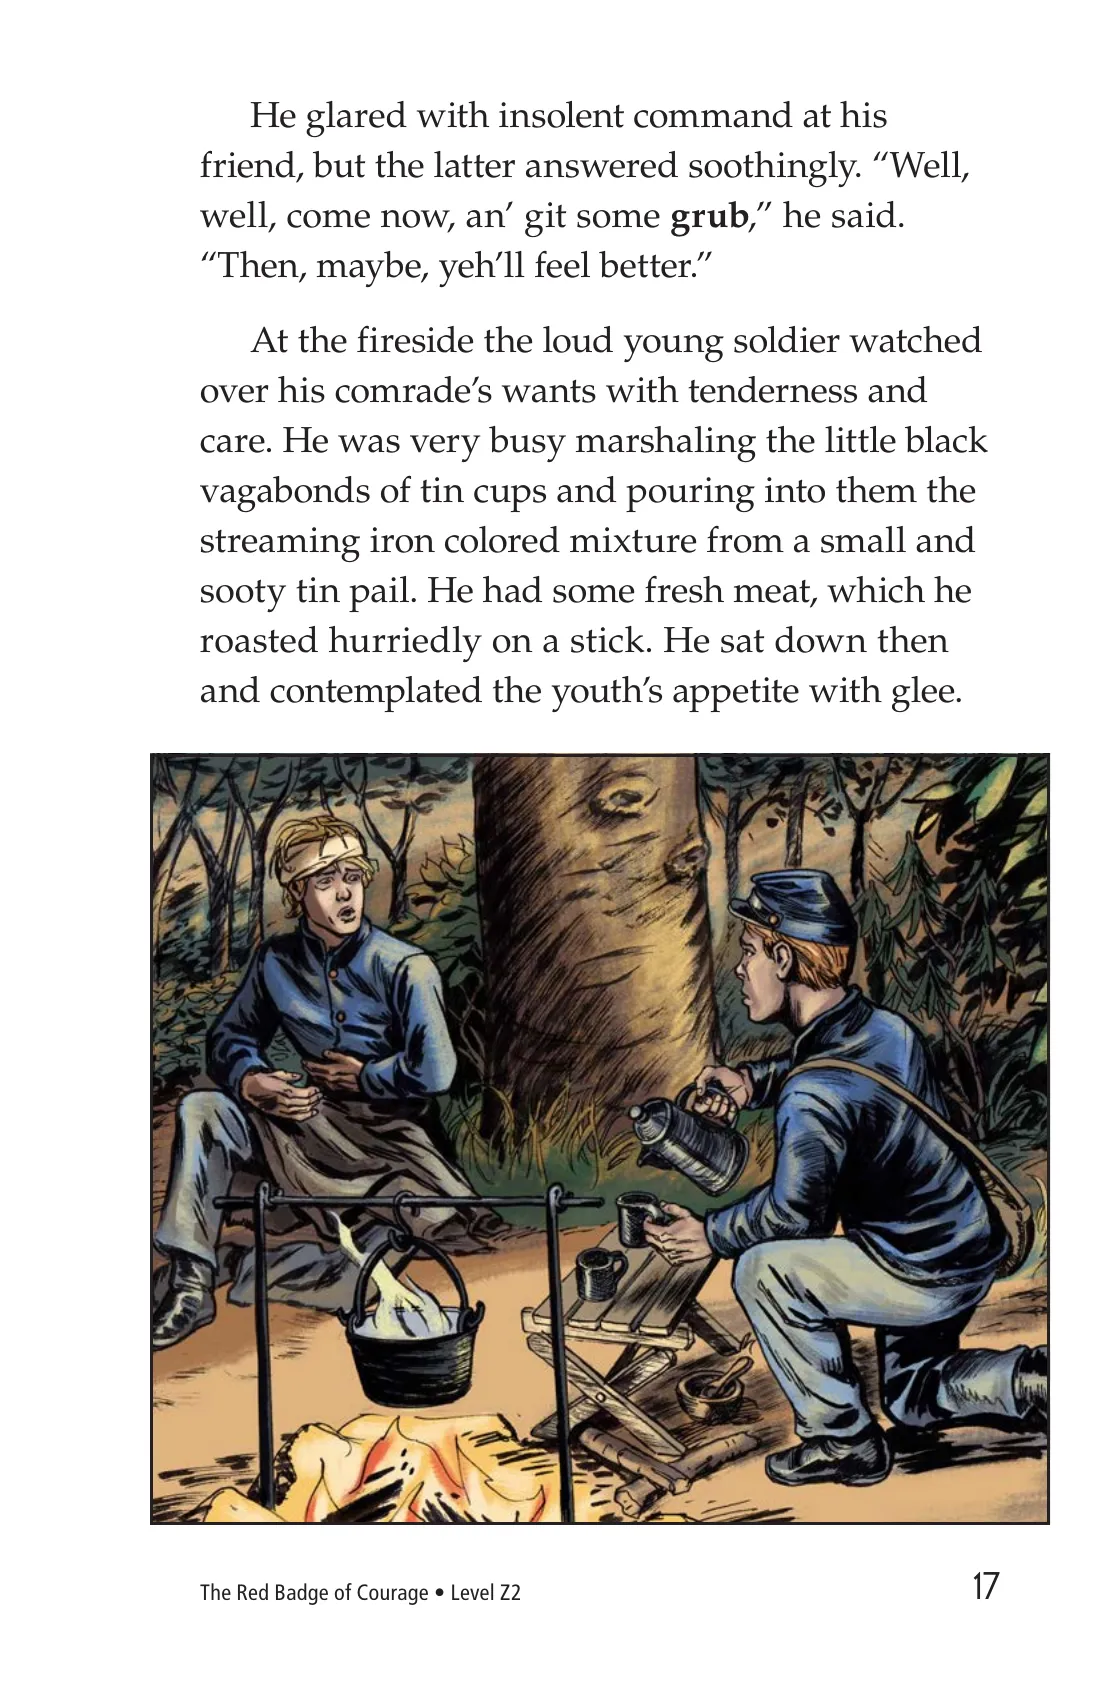 He glared with insolent command at his
friend, but the latter answered soothingly. “Well,
well, come now, an’ git some grub,” he said.
“Then, maybe, yeh’ll feel better.”
At the fireside the loud young soldier watched
over his comrade’s wants with tenderness and
care. He was very busy marshaling the little black
vagabonds of tin cups and pouring into them the
streaming iron colored mixture from a small and
sooty tin pail. He had some fresh meat, which he
roasted hurriedly on a stick. He sat down then
and contemplated the youth’s appetite with glee.
The Red Badge of Courage • Level Z2
17